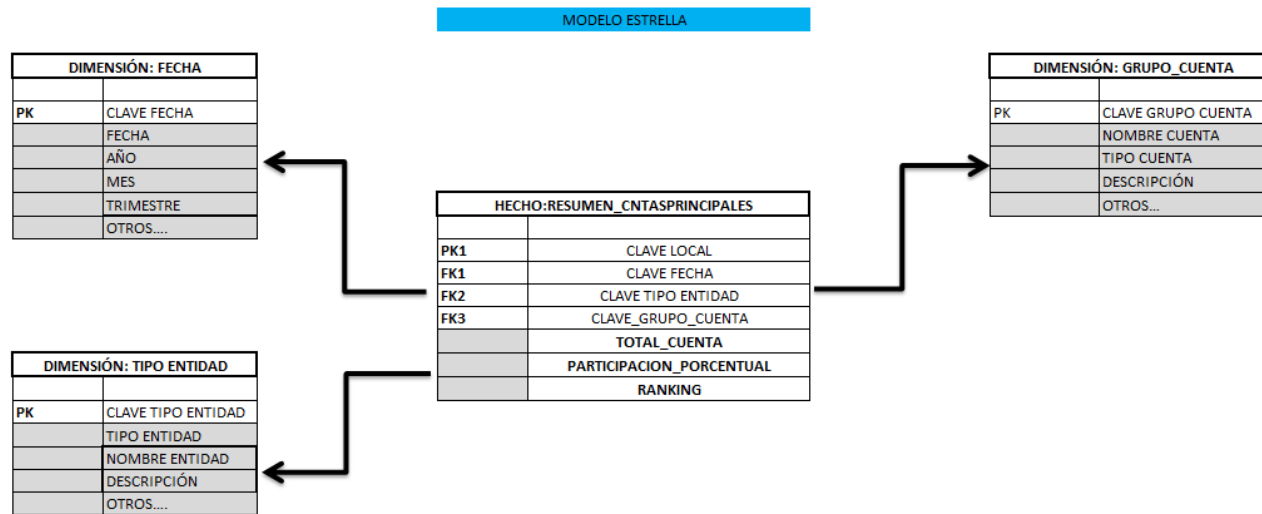 MODELO ESTRELLA
DIMENSIÓN: FECHA
PK CLAVE FECHA
FECHA
AÑO
MES
TRIMESTRE
OTROS....
DIMENSIÓN: GRUPO_CUENTA
PK CLAVE GRUPO CUENTA
NOMBRE CUENTA
TIPO CUENTA
DESCRIPCIÓN
OTROS...
HECHO:RESUMEN_CNTASPRINCIPALES
PK1 CLAVE LOCAL
FK1 CLAVE FECHA
FK2 CLAVE TIPO ENTIDAD
FK3 CLAVE_GRUPO_CUENTA
TOTAL_CUENTA
PARTICIPACION_PORCENTUAL
RANKING
DIMENSIÓN: TIPO ENTIDAD
PK CLAVE TIPO ENTIDAD
TIPO ENTIDAD
NOMBRE ENTIDAD
DESCRIPCIÓN
OTROS....